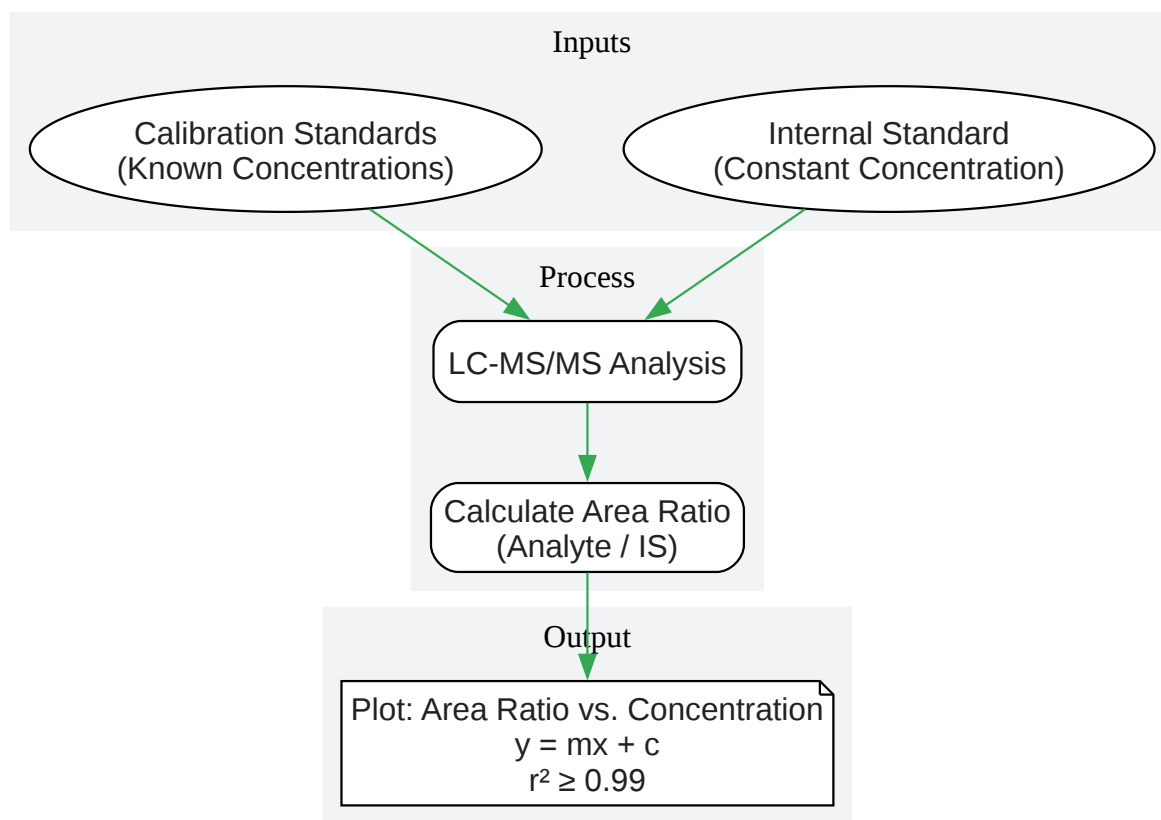 Inputs
Calibration Standards
(Known Concentrations)
Internal Standard
(Constant Concentration)
Process
LC-MS/MS Analysis
Calculate Area Ratio
(Analyte / IS)
Output
Plot: Area Ratio vs. Concentration
y = mx + c
r² ≥ 0.99